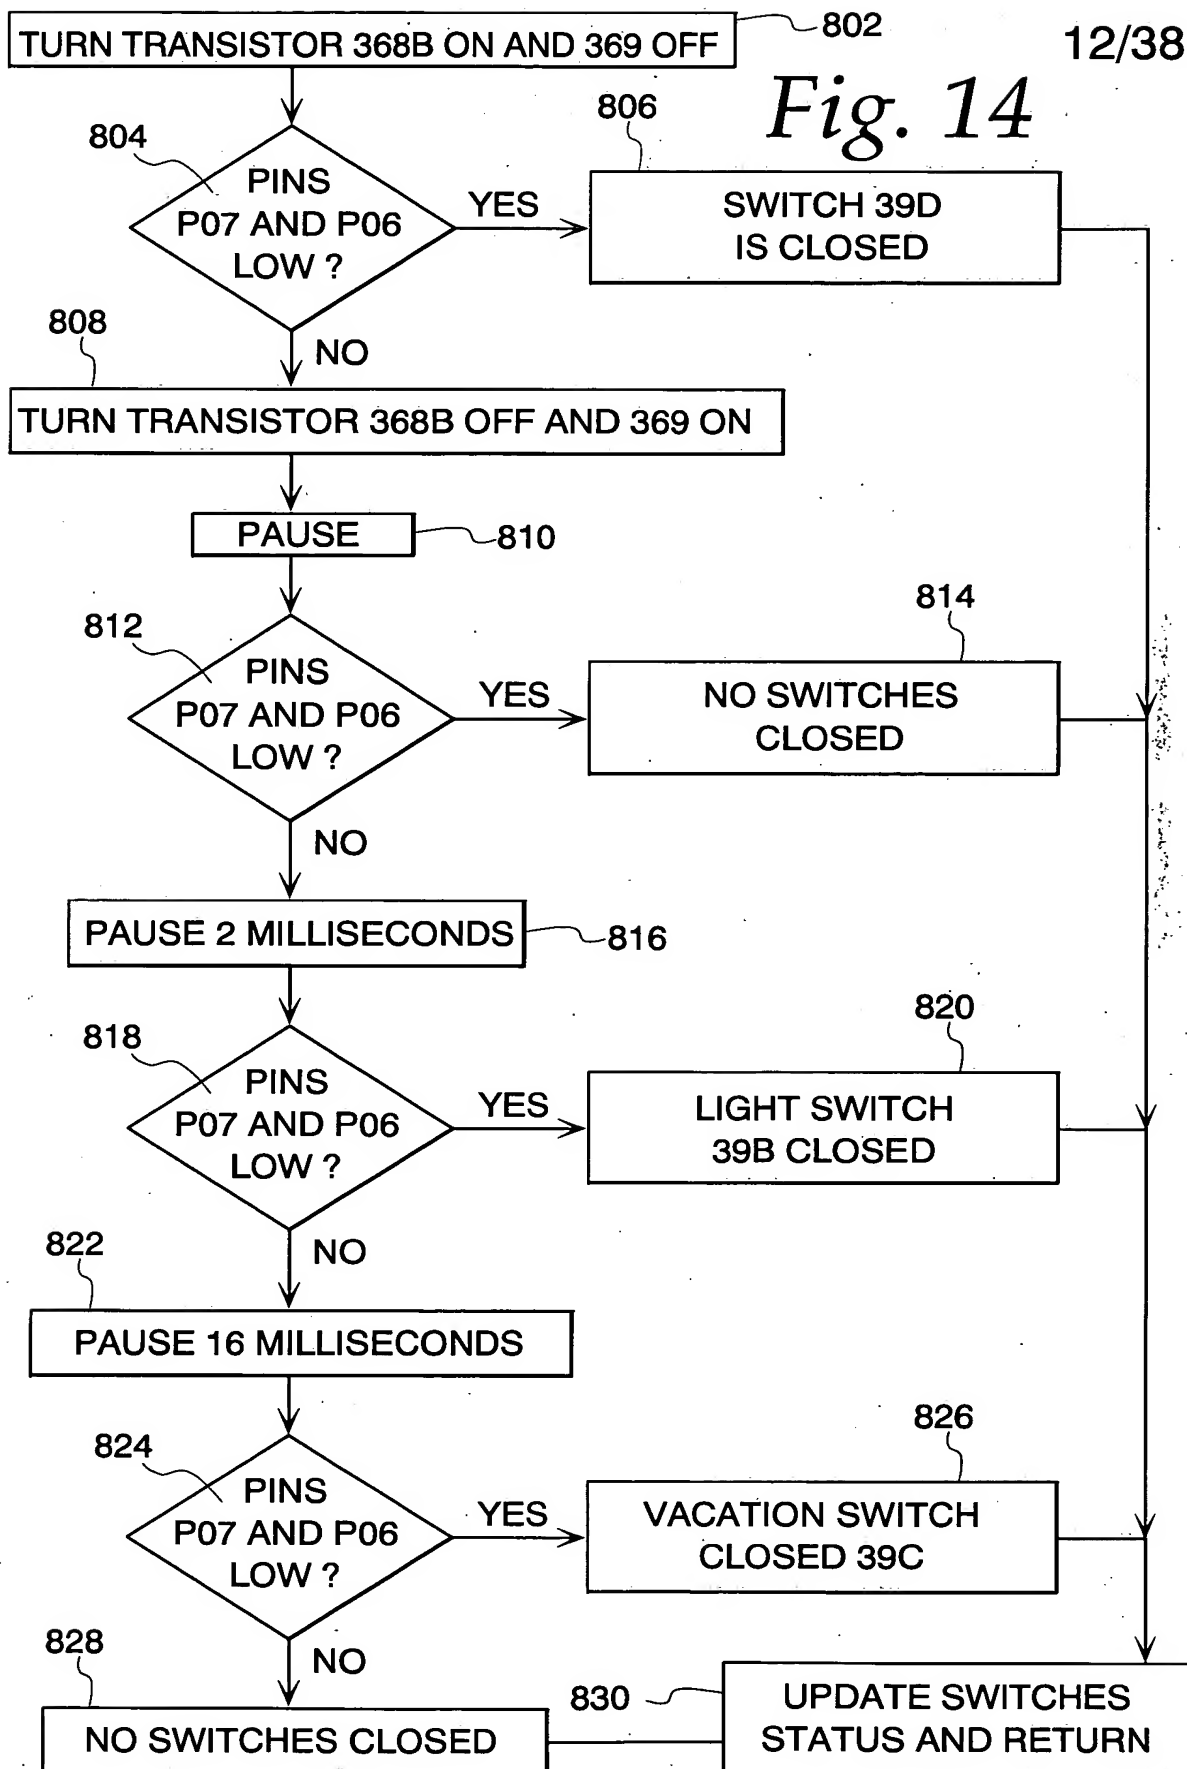 TURN TRANSISTOR 368B ON AND 369 OFF
802
12/38
Fig. 14
804
PINS
P07 AND P06
LOW ?
YES
806
SWITCH 39D
IS CLOSED
NO
808
TURN TRANSISTOR 368B OFF AND 369 ON
PAUSE
810
812
PINS
P07 AND P06
LOW ?
YES
814
NO SWITCHES
CLOSED
NO
PAUSE 2 MILLISECONDS
816
818
PINS
P07 AND P06
LOW ?
YES
820
LIGHT SWITCH
39B CLOSED
NO
822
PAUSE 16 MILLISECONDS
824
PINS
P07 AND P06
LOW ?
YES
826
VACATION SWITCH
CLOSED 39C
NO
828
NO SWITCHES CLOSED
830
UPDATE SWITCHES
STATUS AND RETURN